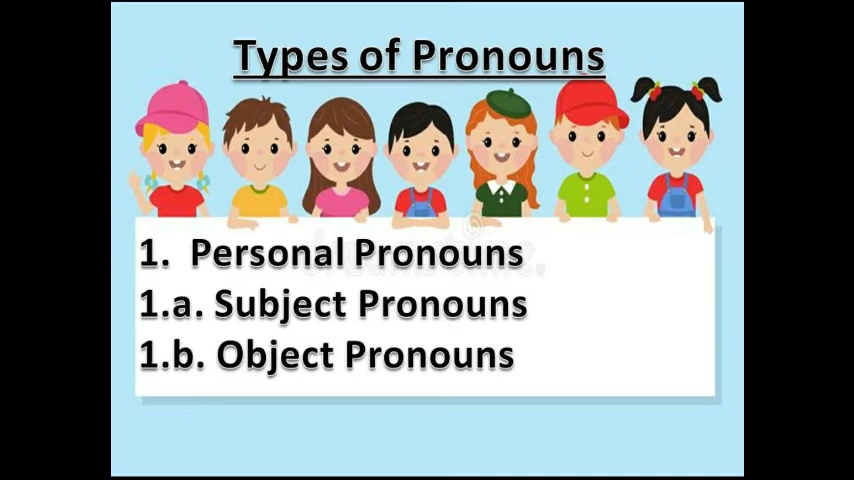 Types of Pronouns
1. Personal Pronouns
1.a. Subject Pronouns
1.b. Object Pronouns